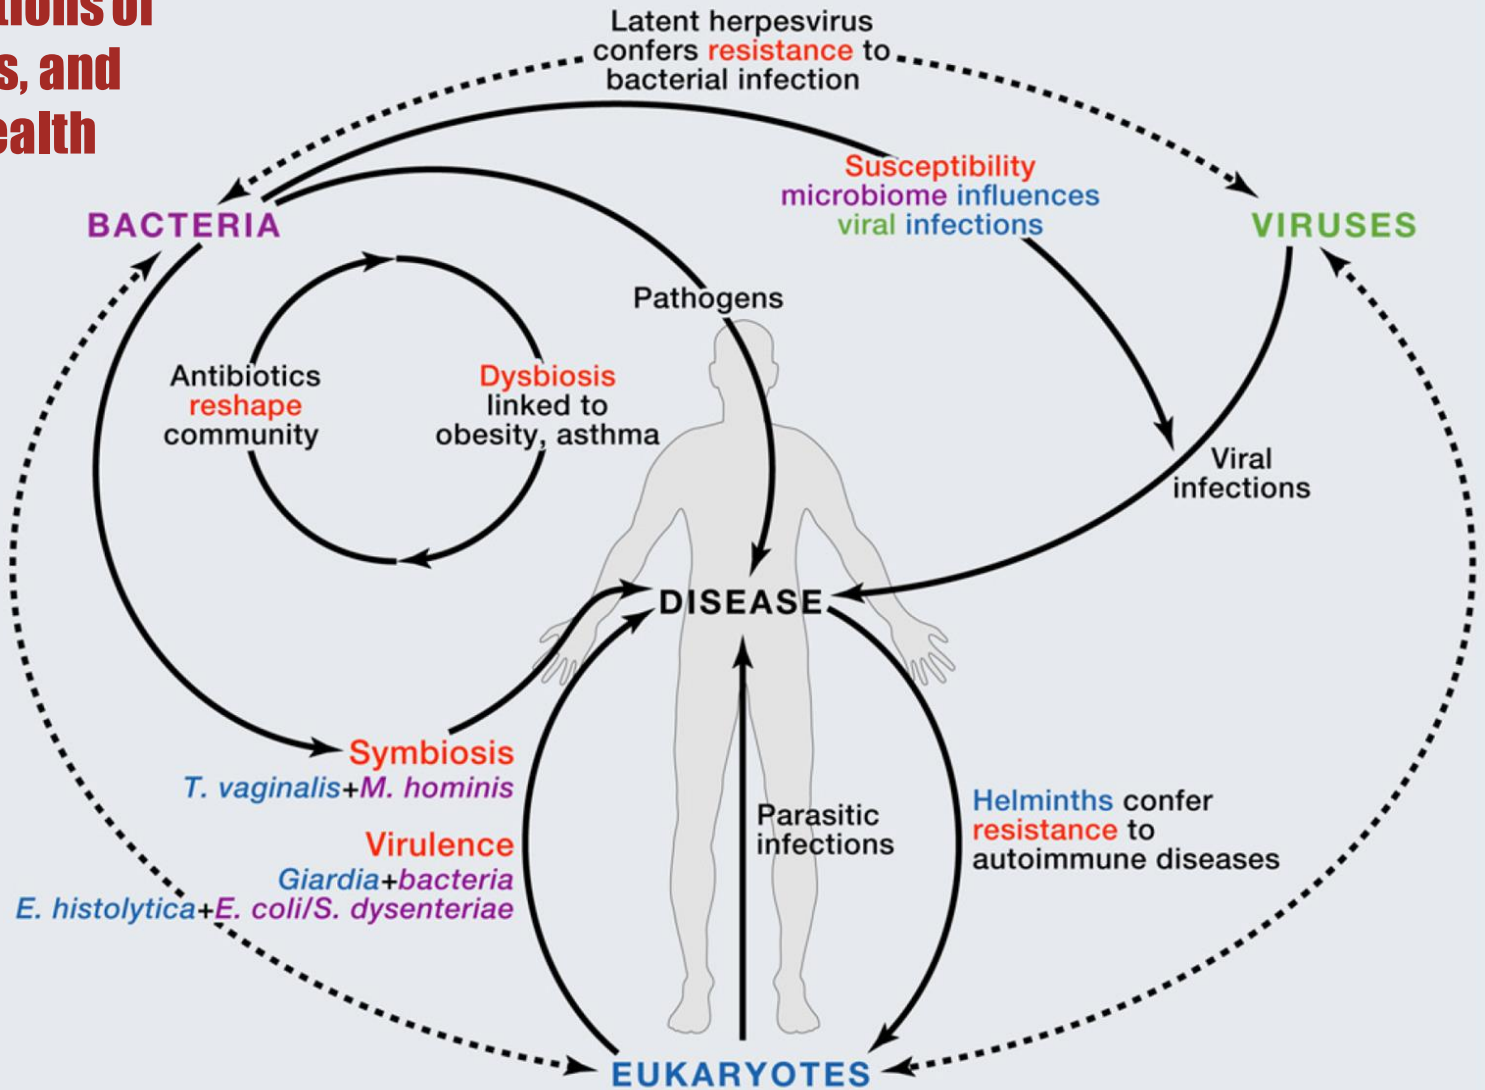 s, and
ealth
Latent herpesvirus
confers resistance to
bacterial infection
Susceptibility
microbiome influences
viral infections
BACTERIA
VIRUSES
Pathogens
Antibiotics
reshape
community
Dysbiosis
linked to
obesity, asthma
Viral
infections
DISEASE
Symbiosis
T. vaginalis+M. hominis
Virulence
Giardia+bacteria
E. histolytica+E. coli/S. dysenteriae
Parasitic
infections
Helminths confer
resistance to
autoimmune diseases
EUKARYOTES